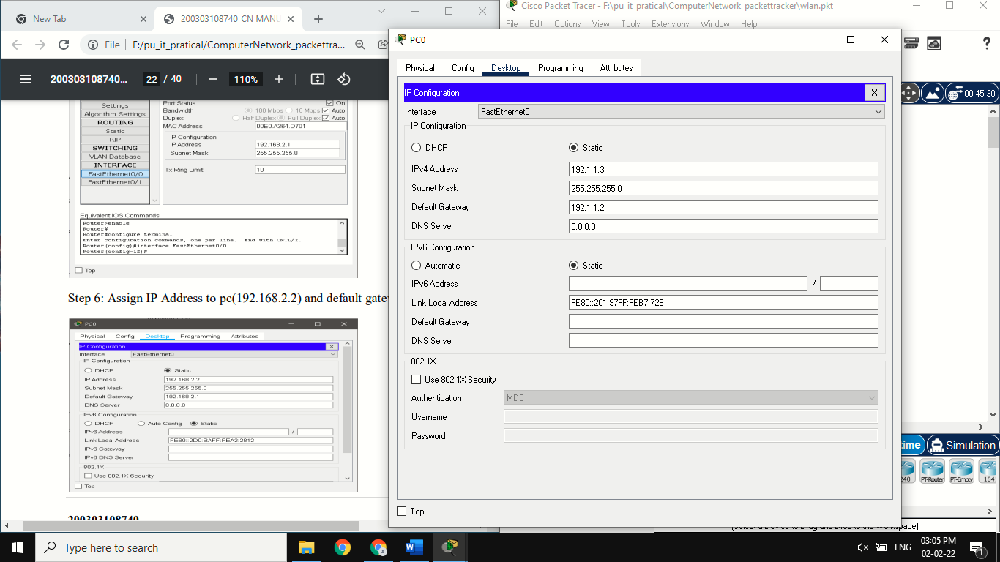 New Tab
200303108740_CN MANU
File
F:/pu_it_pratical/ComputerNetwork_packettra...
200303108740...
22 / 40
110%
Settings
Algorithm Settings
ROUTING
Static
RIP
SWITCHING
VLAN Database
INTERFACE
FastEthernet0/0
FastEthernet0/1
Port Status
On
Bandwidth
100 Mbps
10 Mbps
Auto
Duplex
Half Duplex
Full Duplex
Auto
MAC Address
00E0.A364.D701
IP Configuration
IP Address
192.168.2.1
Subnet Mask
255.255.255.0
Tx Ring Limit
10
Equivalent IOS Commands
Router>enable
Router#
Router#configure terminal
Enter configuration commands, one per line. End with CNTL/Z.
Router(config)#interface FastEthernet0/0
Router(config-if)#
Top
Step 6: Assign IP Address to pc(192.168.2.2) and default gate
PC0
Physical Config Desktop Programming Attributes
IP Configuration
X
Interface
FastEthernet0
IP Configuration
DHCP
Static
IP Address
192.168.2.2
Subnet Mask
255.255.255.0
Default Gateway
192.168.2.1
DNS Server
0.0.0.0
IPv6 Configuration
DHCP
Auto Config
Static
IPv6 Address
/
Link Local Address
FE80::2D0:BAFF:FEA2:2812
IPv6 Gateway
IPv6 DNS Server
802.1X
Use 802.1X Security
Top
200303108740
Cisco Packet Tracer - F:\pu_it_pratical\ComputerNetwork_packettracker\wlan.pkt
File Edit Options View Tools Extensions Window Help
?
00:45:30
PC0
Physical Config Desktop Programming Attributes
IP Configuration
X
Interface
FastEthernet0
IP Configuration
DHCP
Static
IPv4 Address
192.1.1.3
Subnet Mask
255.255.255.0
Default Gateway
192.1.1.2
DNS Server
0.0.0.0
IPv6 Configuration
Automatic
Static
IPv6 Address
/
Link Local Address
FE80::201:97FF:FEB7:72E
Default Gateway
DNS Server
802.1X
Use 802.1X Security
Authentication
MD5
Username
Password
Top
time
Simulation
240
PT-Router
PT-Empty
184
(Select a Device to Drag and Drop to the Workspace)
Type here to search
W
ENG
03:05 PM
02-02-22
1